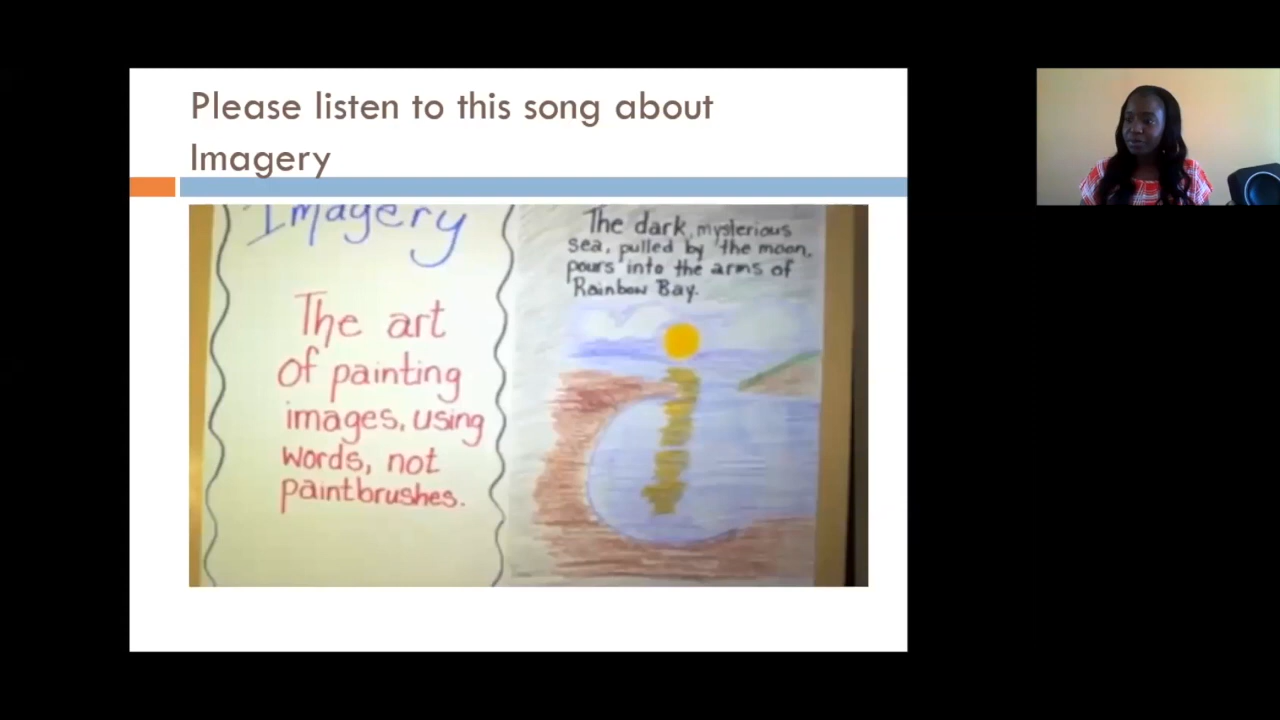 Please listen to this song about
Imagery
Imagery
The art
Of painting
images, using
words, not
paintbrushes.
The dark, mysterious
sea, pulled by the moon,
pours into the arms of
Rainbow Bay.